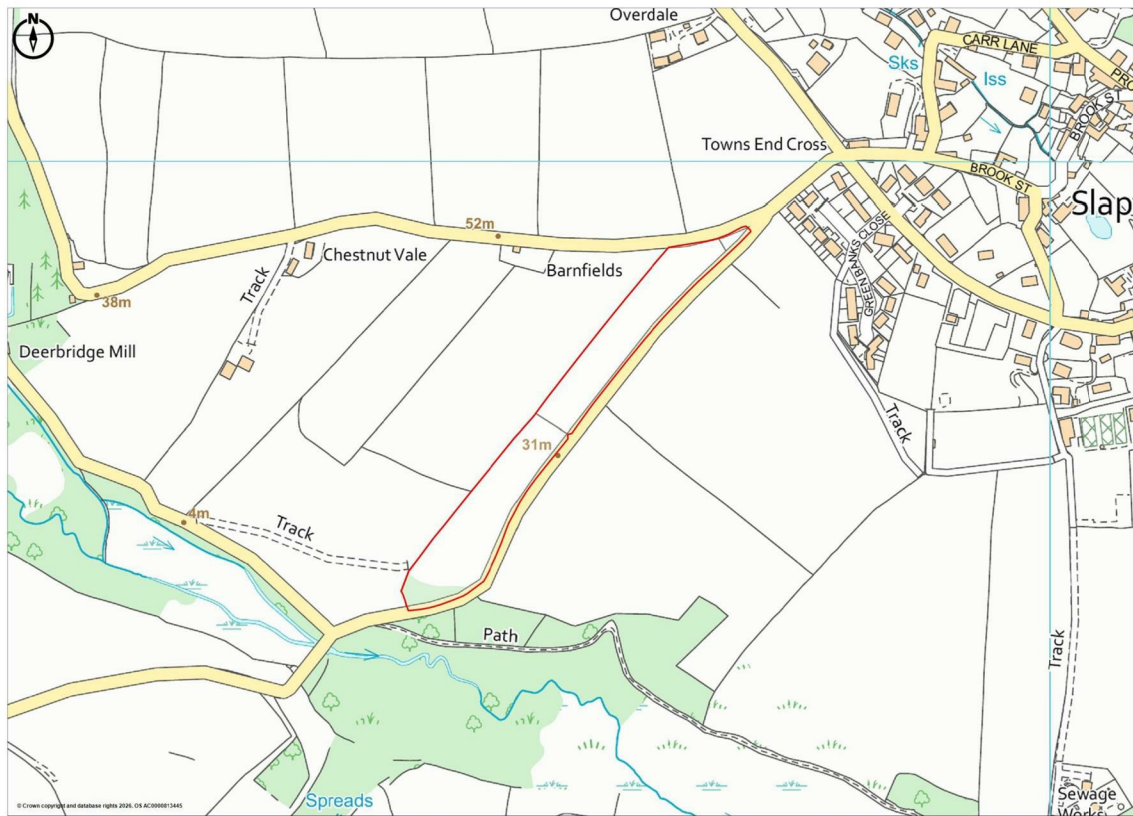 N
Overdale
CARR LANE
Sks
Iss
BROOK ST
Towns End Cross
BROOK ST
Slap
52m
Chestnut Vale
Barnfields
Track
GREENBANKS CLOSE
38m
Deerbridge Mill
Track
31m
4m
Track
Path
Track
Spreads
Sewage
Works
© Crown copyright and database rights 2026. OS AC0000813445